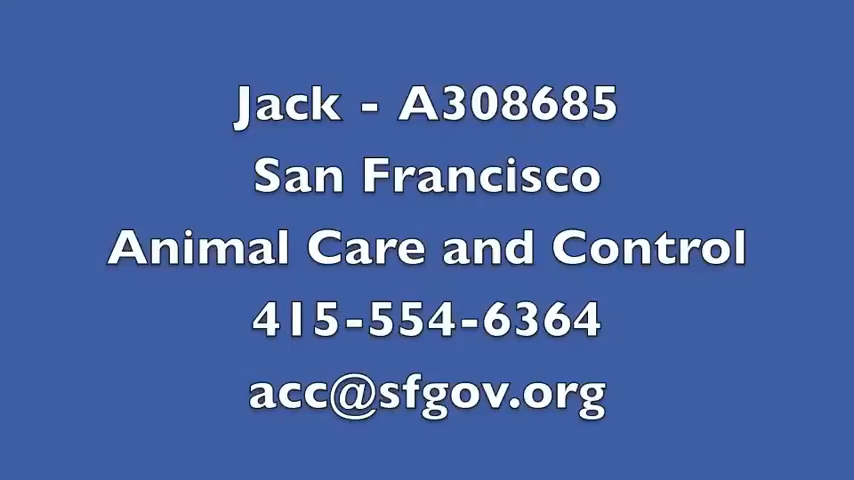 Jack - A308685
San Francisco
Animal Care and Control
415-554-6364
acc@sfgov.org